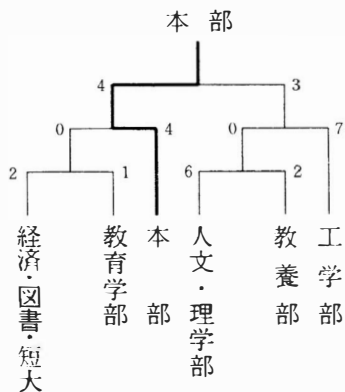 本部
4 3
0 4 0 7
2 1 6 2
経済・図書・短大
教育学部
本部
人文・理学部
教養部
工学部